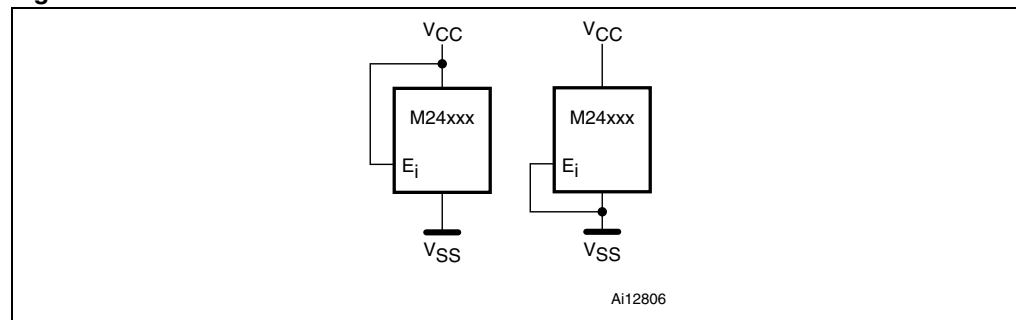 VCC VCC
M24xxx M24xxx
Ei Ei
VSS VSS
Ai12806